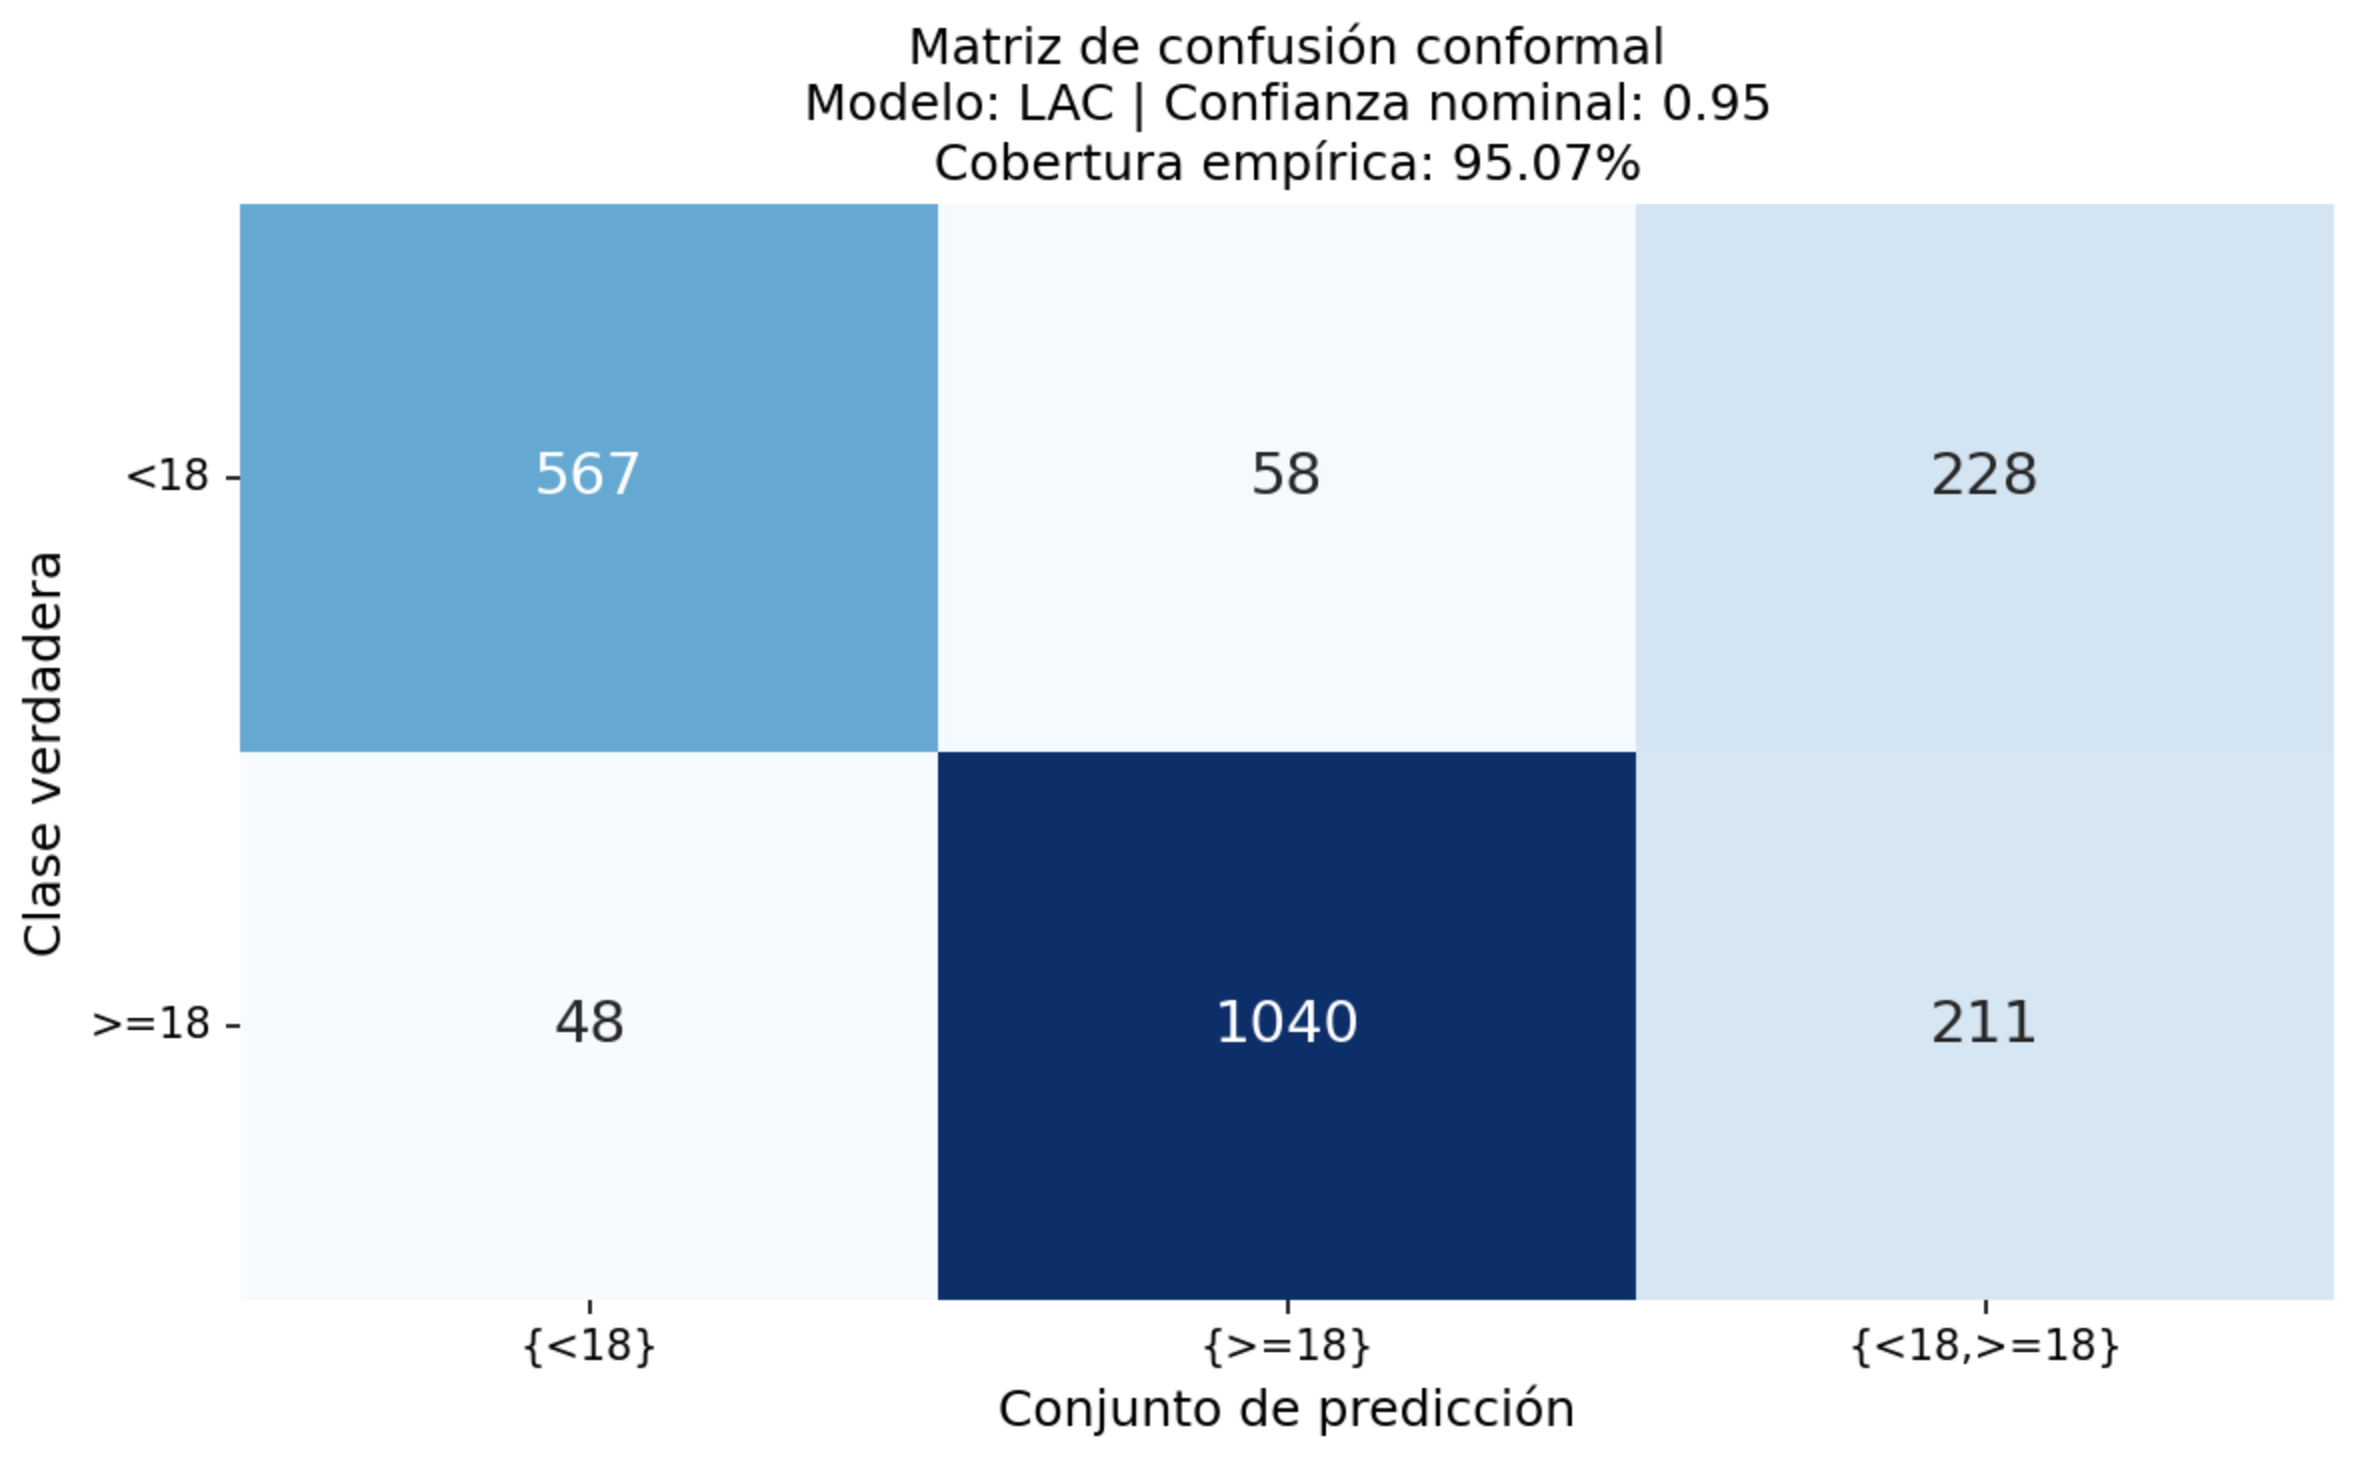 Matriz de confusión conformal
Modelo: LAC | Confianza nominal: 0.95
Cobertura empírica: 95.07%
Clase verdadera
<18
567
58
228
>=18
48
1040
211
{<18}
{>=18}
{<18,>=18}
Conjunto de predicción